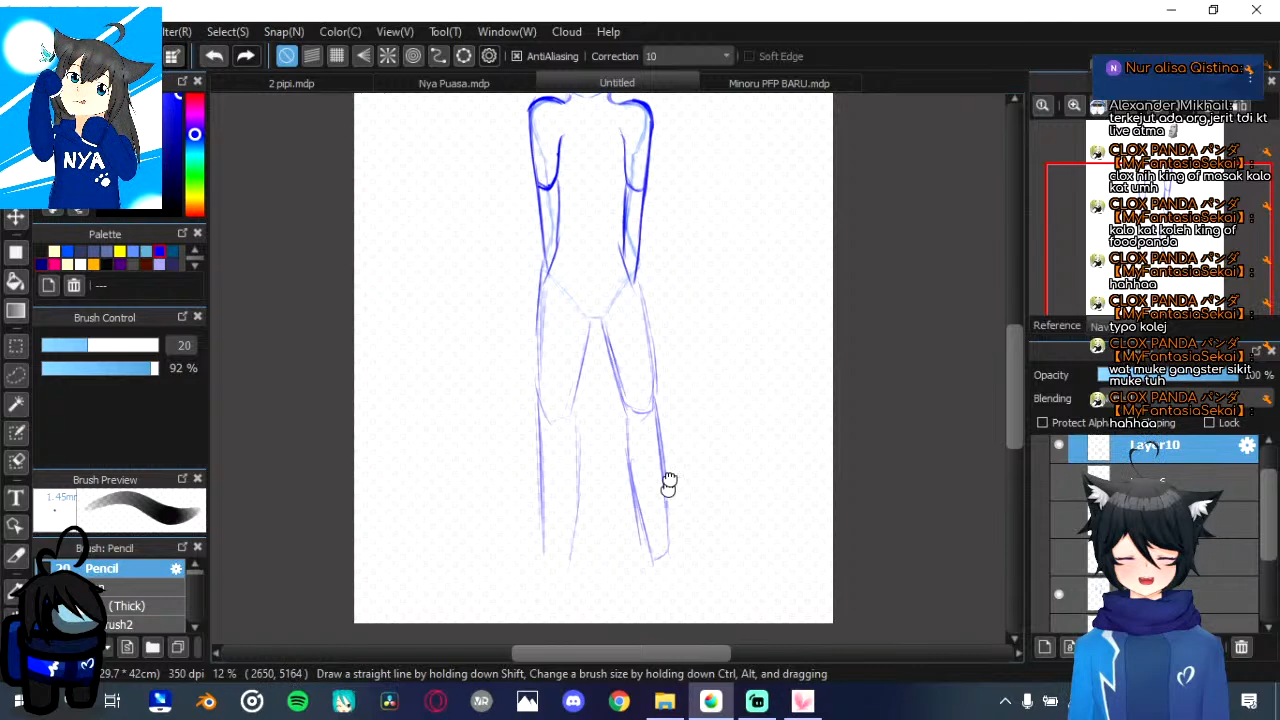 lter(R) Select(S) Snap(N) Color(C) View(V) Tool(T) Window(W) Cloud Help
AntiAliasing Correction 10 Soft Edge
2 pipi.mdp Nya Puasa.mdp Untitled Minoru PFP BARU.mdp
NYA
Palette
---
Brush Control
20
92 %
Brush Preview
1.45m
Brush: Pencil
20 Pencil
(Thick)
rush2
N Nur alisa Qistina:
Alexander Mikhail:
terkejut ada org jerit tdi kt
live atma 🗿
CLOX PANDA パンダ
【MyFantasiaSekai】:
clox nih king of masak kalo
kat umh
CLOX PANDA パンダ
【MyFantasiaSekai】:
kalo kat koleh king of
foodpanda
CLOX PANDA パンダ
【MyFantasiaSekai】:
hahhaa
CLOX PANDA パンダ
【MyFantasiaSekai】:
typo kolej
CLOX PANDA パンダ
【MyFantasiaSekai】:
wat muke gangster sikit
muke tuh
CLOX PANDA パンダ
【MyFantasiaSekai】:
hahhaa
Reference Nav
Opacity 100 %
Blending
Protect Alph Lock
Layer10
29.7 * 42cm) 350 dpi 12 % ( 2650, 5164 ) Draw a straight line by holding down Shift, Change a brush size by holding down Ctrl, Alt, and dragging